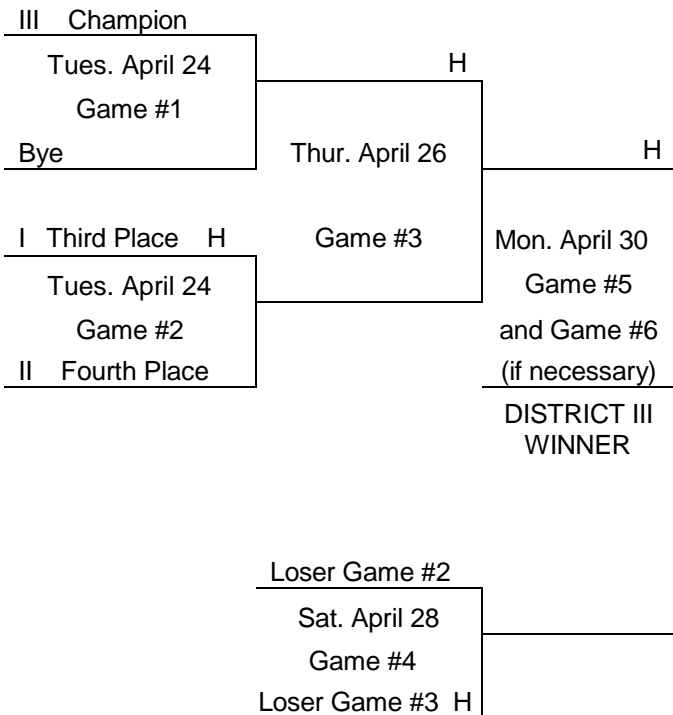 III Champion
Tues. April 24
Game #1
Bye
H
Thur. April 26
Game #3
I Third Place H
Tues. April 24
Game #2
II Fourth Place
H
Mon. April 30
Game #5
and Game #6
(if necessary)
DISTRICT III
WINNER
Loser Game #2
Sat. April 28
Game #4
Loser Game #3 H